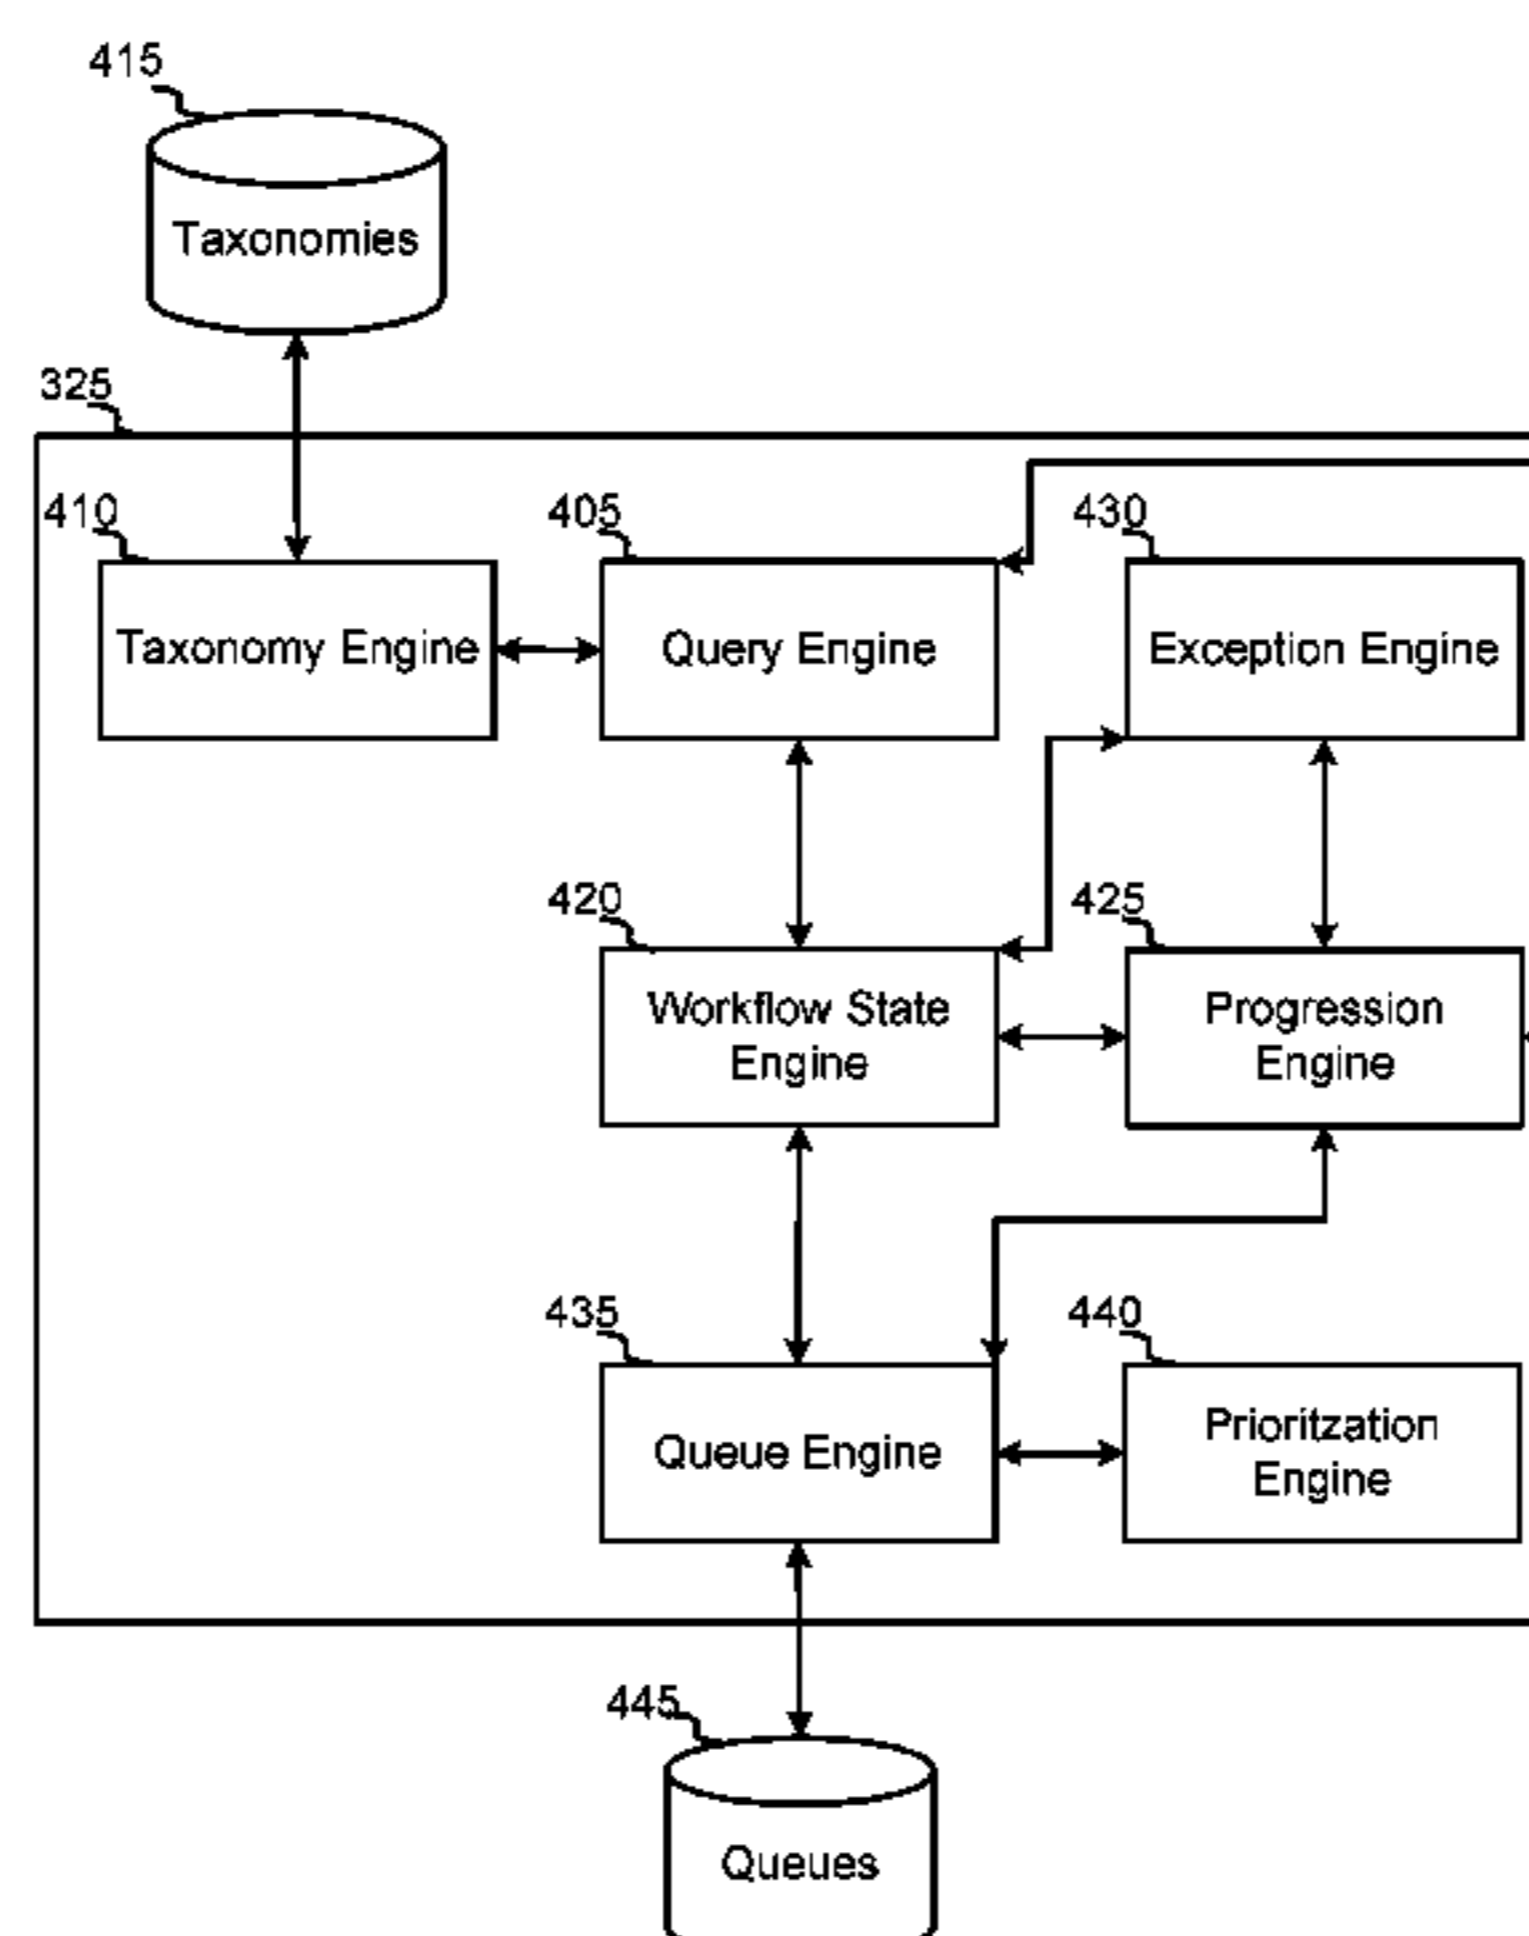 415
Taxonomies
325
410
405
430
Taxonomy Engine
Query Engine
Exception Engine
420
425
Workflow State
Engine
Progression
Engine
435
440
Queue Engine
Prioritzation
Engine
445
Queues